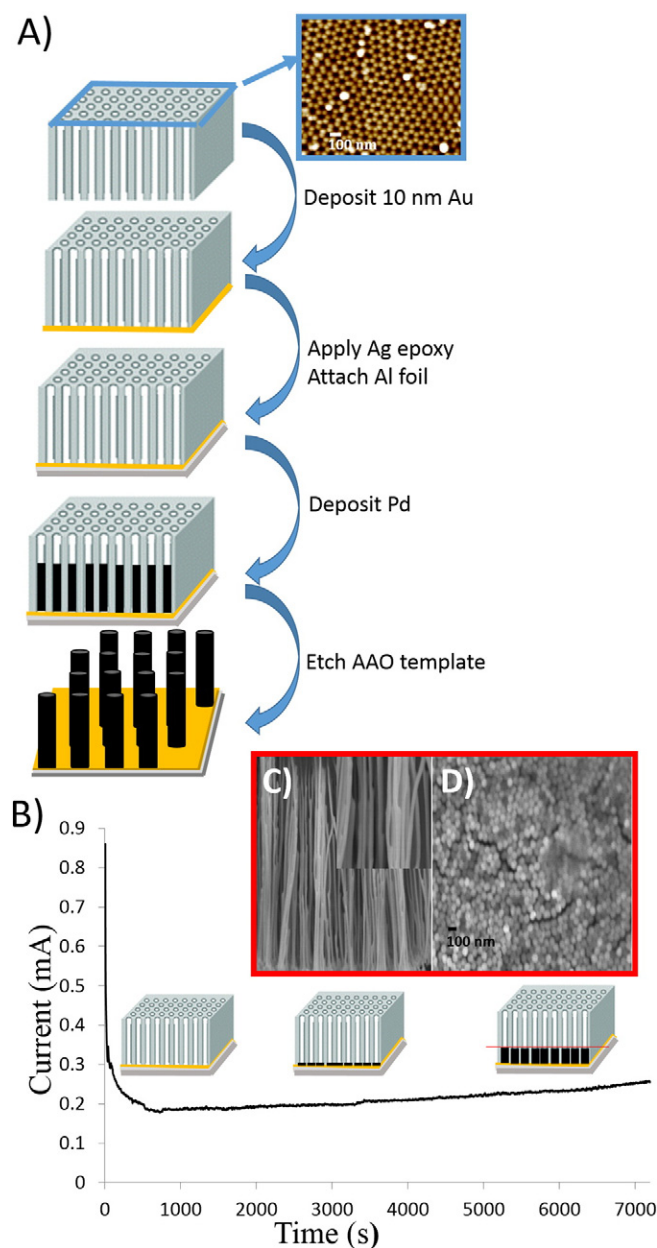 A)
100 nm
Deposit 10 nm Au
Apply Ag epoxy
Attach Al foil
Deposit Pd
Etch AAO template
C)
D)
100 nm
B)
0.9
0.8
0.7
0.6
0.5
0.4
0.3
0.2
0.1
0
Current (mA)
0
1000
2000
3000
4000
5000
6000
7000
Time (s)